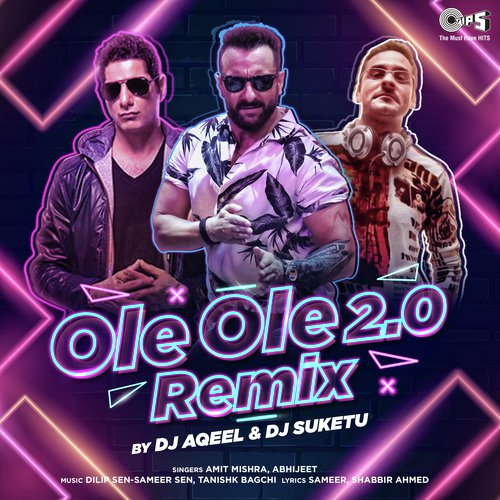 TIPS
The Must Have HITS
Ole Ole 2.0
Remix
BY DJ AQEEL & DJ SUKETU
SINGERS AMIT MISHRA, ABHIJEET
MUSIC DILIP SEN-SAMEER SEN, TANISHK BAGCHI LYRICS SAMEER, SHABBIR AHMED